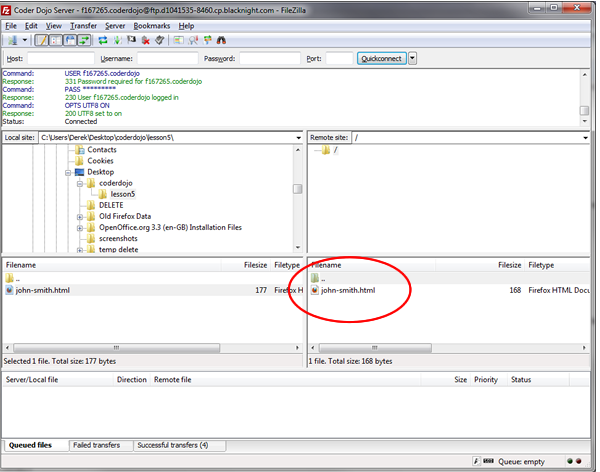 Coder Dojo Server - f167265.coderdojo@ftp.d1041535-8460.cp.blacknight.com - FileZilla
File Edit View Transfer Server Bookmarks Help
Host: Username: Password: Port: Quickconnect
Command: USER f167265.coderdojo
Response: 331 Password required for f167265.coderdojo
Command: PASS *********
Response: 230 User f167265.coderdojo logged in
Command: OPTS UTF8 ON
Response: 200 UTF8 set to on
Status: Connected
Local site: C:\Users\Derek\Desktop\coderdojo\lesson5\ Remote site: /
Contacts /
Cookies
Desktop
coderdojo
lesson5
DELETE
Old Firefox Data
OpenOffice.org 3.3 (en-GB) Installation Files
screenshots
temp delete
Filename Filesize Filetype Filename Filesize Filetype
.. ..
john-smith.html 177 Firefox H john-smith.html 168 Firefox HTML Docu
Selected 1 file. Total size: 177 bytes 1 file. Total size: 168 bytes
Server/Local file Direction Remote file Size Priority Status
Queued files Failed transfers Successful transfers (4)
Queue: empty